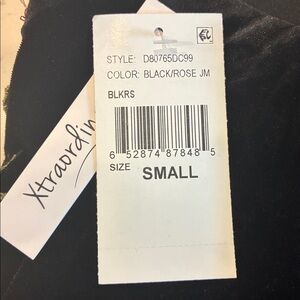 STYLE: D80765DC99
COLOR: BLACK/ROSE JM
BLKRS
6 52874 87848 5
SIZE SMALL
Xtraordin